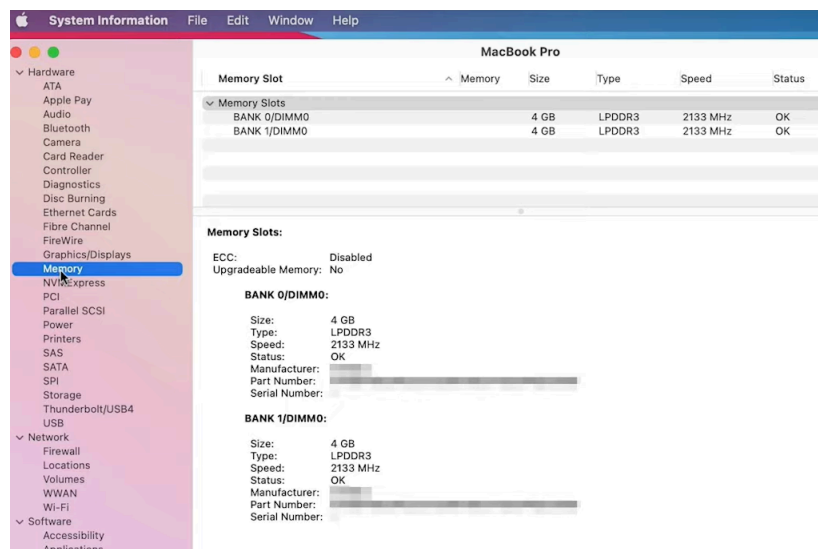 System Information File Edit Window Help
MacBook Pro
Hardware
ATA
Apple Pay
Audio
Bluetooth
Camera
Card Reader
Controller
Diagnostics
Disc Burning
Ethernet Cards
Fibre Channel
FireWire
Graphics/Displays
Memory
NVMExpress
PCI
Parallel SCSI
Power
Printers
SAS
SATA
SPI
Storage
Thunderbolt/USB4
USB
Network
Firewall
Locations
Volumes
WWAN
Wi-Fi
Software
Accessibility
Applications
Memory Slot Memory Size Type Speed Status
Memory Slots
BANK 0/DIMM0 4 GB LPDDR3 2133 MHz OK
BANK 1/DIMM0 4 GB LPDDR3 2133 MHz OK
Memory Slots:
ECC: Disabled
Upgradeable Memory: No
BANK 0/DIMM0:
Size: 4 GB
Type: LPDDR3
Speed: 2133 MHz
Status: OK
Manufacturer:
Part Number:
Serial Number:
BANK 1/DIMM0:
Size: 4 GB
Type: LPDDR3
Speed: 2133 MHz
Status: OK
Manufacturer:
Part Number:
Serial Number: